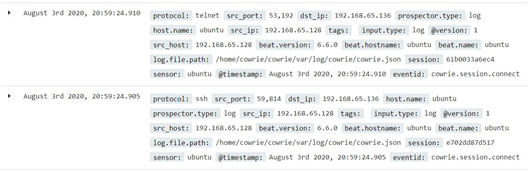 August 3rd 2020, 20:59:24.910 protocol: telnet src_port: 53,192 dst_ip: 192.168.65.136 prospector.type: log
host.name: ubuntu src_ip: 192.168.65.128 tags: input.type: log @version: 1
src_host: 192.168.65.128 beat.version: 6.6.0 beat.hostname: ubuntu beat.name: ubuntu
log.file.path: /home/cowrie/cowrie/var/log/cowrie/cowrie.json session: 61b0033a6ec4
sensor: ubuntu @timestamp: August 3rd 2020, 20:59:24.910 eventid: cowrie.session.connect
August 3rd 2020, 20:59:24.905 protocol: ssh src_port: 59,814 dst_ip: 192.168.65.136 host.name: ubuntu
prospector.type: log src_ip: 192.168.65.128 tags: input.type: log @version: 1
src_host: 192.168.65.128 beat.version: 6.6.0 beat.hostname: ubuntu beat.name: ubuntu
log.file.path: /home/cowrie/cowrie/var/log/cowrie/cowrie.json session: e702dd87d517
sensor: ubuntu @timestamp: August 3rd 2020, 20:59:24.905 eventid: cowrie.session.connect